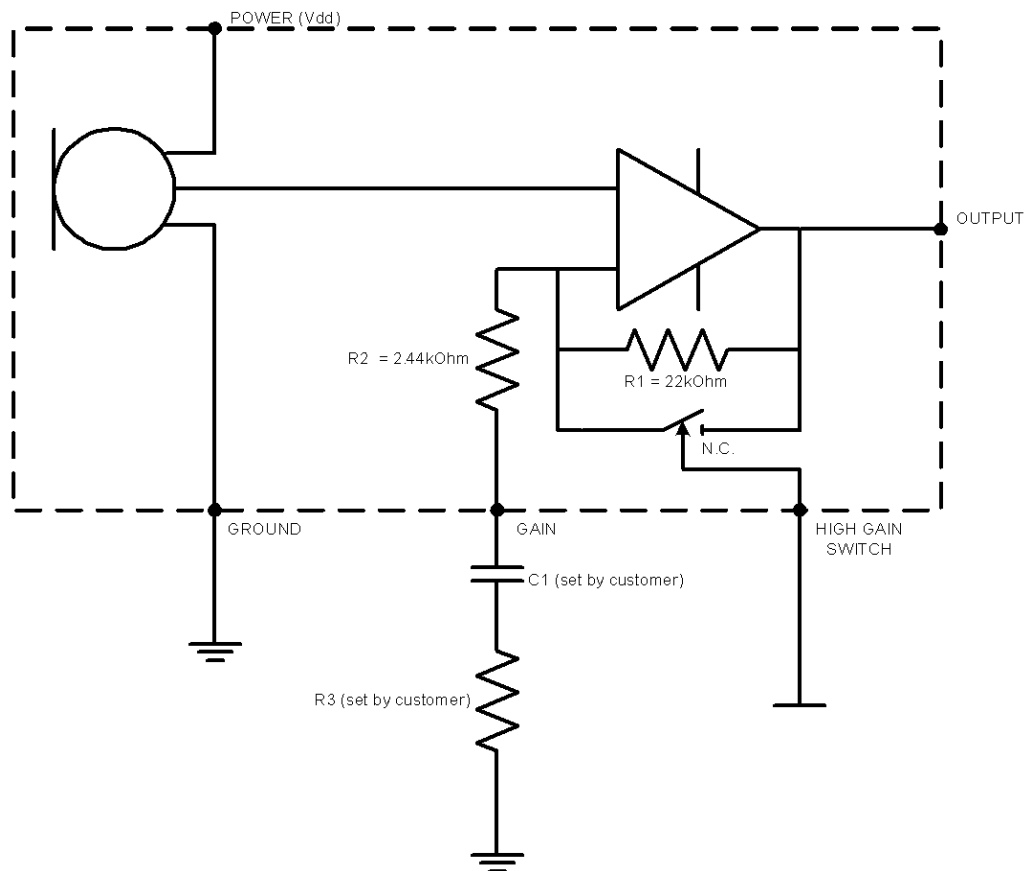 POWER (Vdd)
OUTPUT
R2 = 2.44kOhm
R1 = 22kOhm
N.C.
GROUND
GAIN
HIGH GAIN
SWITCH
C1 (set by customer)
R3 (set by customer)